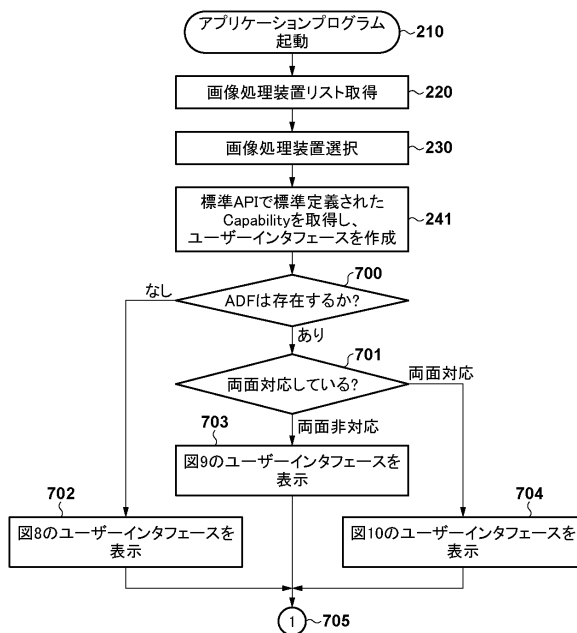 アプリケーションプログラム
起動
210
画像処理装置リスト取得
220
画像処理装置選択
230
標準APIで標準定義された
Capabilityを取得し、
ユーザーインタフェースを作成
241
700
ADFは存在するか?
なし
あり
701
両面対応している?
両面対応
両面非対応
703
図9のユーザーインタフェースを
表示
702
図8のユーザーインタフェースを
表示
704
図10のユーザーインタフェースを
表示
1
705